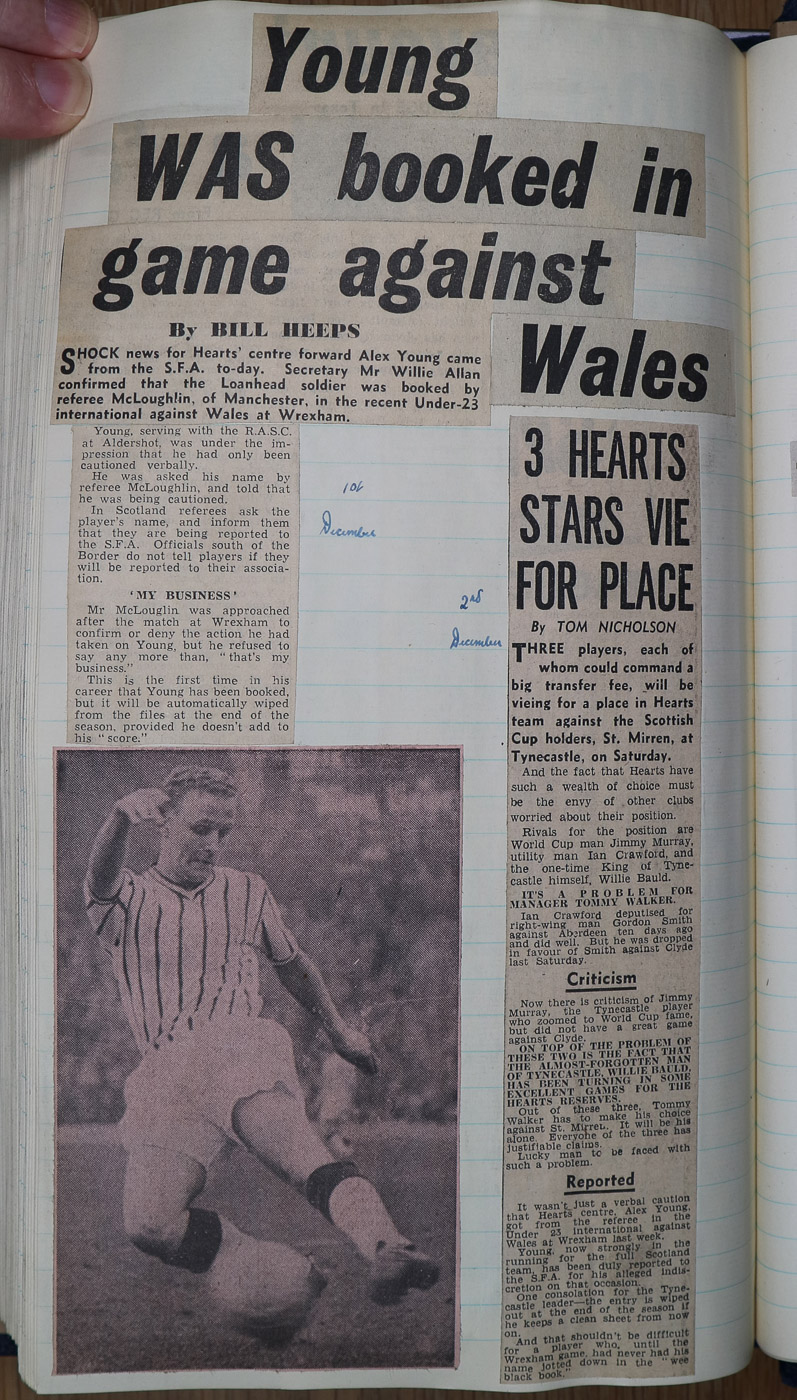 Young
WAS booked in
game against
Wales
By BILL HEEPS
SHOCK news for Hearts' centre forward Alex Young came
from the S.F.A. to-day. Secretary Mr Willie Allan
confirmed that the Loanhead soldier was booked by
referee McLoughlin, of Manchester, in the recent Under-23
international against Wales at Wrexham.
Young, serving with the R.A.S.C.
at Aldershot, was under the im-
pression that he had only been
cautioned verbally.
He was asked his name by
referee McLoughlin, and told that
he was being cautioned.
In Scotland referees ask the
player's name, and inform them
that they are being reported to
the S.F.A. Officials south of the
Border do not tell players if they
will be reported to their associa-
tion.
'MY BUSINESS'
Mr McLouglin was approached
after the match at Wrexham to
confirm or deny the action he had
taken on Young, but he refused to
say any more than, "that's my
business."
This is the first time in his
career that Young has been booked,
but it will be automatically wiped
from the files at the end of the
season, provided he doesn't add to
his "score."
December
2nd
December
3 HEARTS
STARS VIE
FOR PLACE
By TOM NICHOLSON
THREE players, each of
whom could command a
big transfer fee, will be
vieing for a place in Hearts
team against the Scottish
Cup holders, St. Mirren, at
Tynecastle, on Saturday.
And the fact that Hearts have
such a wealth of choice must
be the envy of other clubs
worried about their position.
Rivals for the position are
World Cup man Jimmy Murray,
utility man Ian Crawford, and
the one-time King of Tyne-
castle himself, Willie Bauld.
IT'S A PROBLEM FOR
MANAGER TOMMY WALKER.
Ian Crawford deputised for
right-wing man Gordon Smith
against Aberdeen ten days ago
and did well. But he was dropped
in favour of Smith against Clyde
last Saturday.
Criticism
Now there is criticism of Jimmy
Murray, the Tynecastle player
who zoomed to World Cup fame,
but did not have a great game
against Clyde.
ON TOP OF THE PROBLEM OF
THESE TWO IS THE FACT THAT
THE ALMOST-FORGOTTEN MAN
OF TYNECASTLE, WILLIE BAULD,
HAS BEEN TURNING IN SOME
EXCELLENT GAMES FOR THE
HEARTS RESERVES.
Out of these three, Tommy
Walker has to make his choice
against St. Mirren. It will be his
alone. Everyone of the three has
justifiable claims.
Lucky man to be faced with
such a problem.
Reported
It wasn't just a verbal caution
that Hearts centre, Alex Young,
got from the referee in the
Under 23 international against
Wales at Wrexham last week.
Young, now strongly in the
running for the full Scotland
team, has been duly reported to
the S.F.A. for his alleged indis-
cretion on that occasion.
One consolation for the Tyne-
castle leader—the entry is wiped
out at the end of the season if
he keeps a clean sheet from now
on.
And that shouldn't be difficult
for a player who, until the
Wrexham game, had never had his
name jotted down in the "wee
black book."